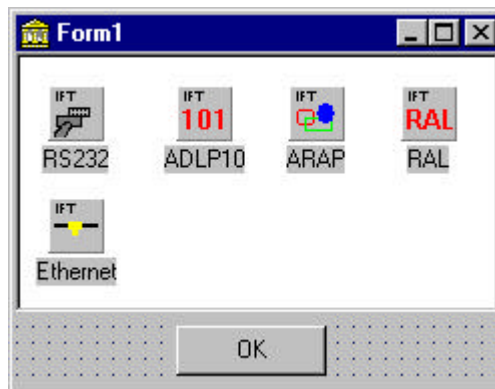 Form1
IFT IFT IFT IFT
101 RAL
RS232 ADLP10 ARAP RAL
IFT
Ethernet
OK